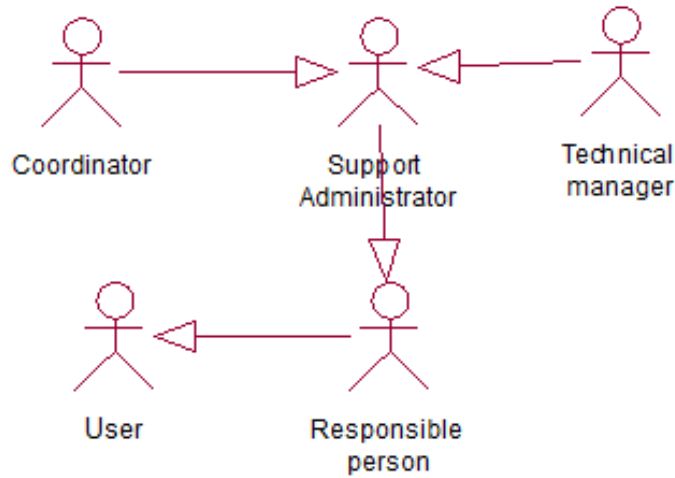 Coordinator
Support
Administrator
Technical
manager
User
Responsible
person